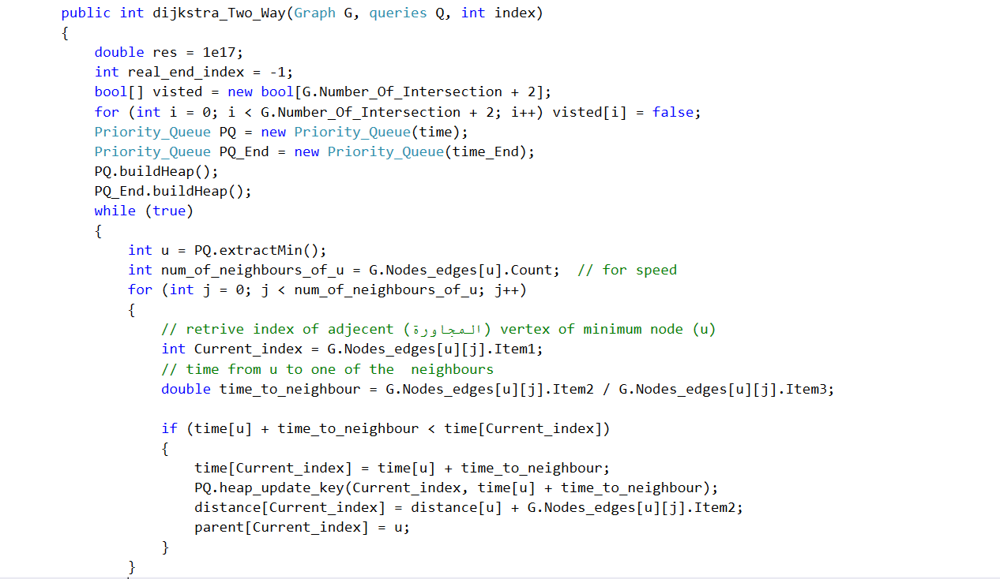 public int dijkstra_Two_Way(Graph G, queries Q, int index)
{
double res = 1e17;
int real_end_index = -1;
bool[] visted = new bool[G.Number_Of_Intersection + 2];
for (int i = 0; i < G.Number_Of_Intersection + 2; i++) visted[i] = false;
Priority_Queue PQ = new Priority_Queue(time);
Priority_Queue PQ_End = new Priority_Queue(time_End);
PQ.buildHeap();
PQ_End.buildHeap();
while (true)
{
int u = PQ.extractMin();
int num_of_neighbours_of_u = G.Nodes_edges[u].Count;  // for speed
for (int j = 0; j < num_of_neighbours_of_u; j++)
{
// retrive index of adjecent (المجاورة) vertex of minimum node (u)
int Current_index = G.Nodes_edges[u][j].Item1;
// time from u to one of the  neighbours
double time_to_neighbour = G.Nodes_edges[u][j].Item2 / G.Nodes_edges[u][j].Item3;
if (time[u] + time_to_neighbour < time[Current_index])
{
time[Current_index] = time[u] + time_to_neighbour;
PQ.heap_update_key(Current_index, time[u] + time_to_neighbour);
distance[Current_index] = distance[u] + G.Nodes_edges[u][j].Item2;
parent[Current_index] = u;
}
}